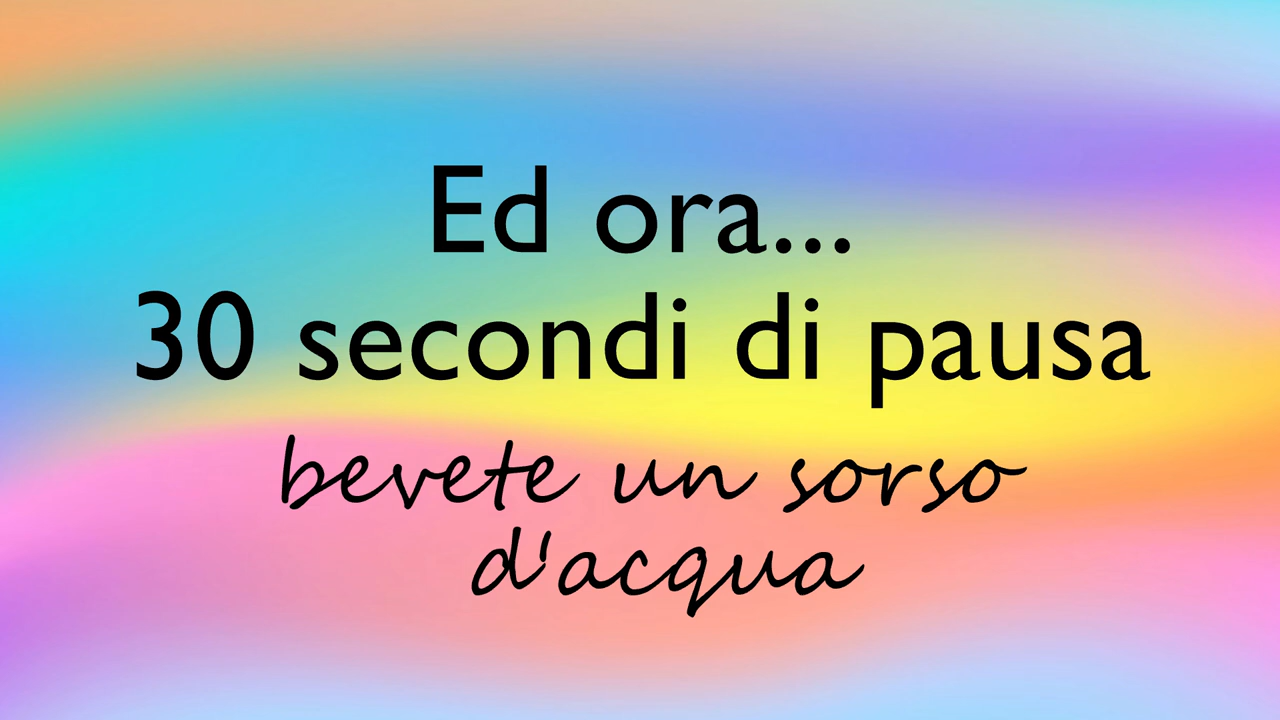 Ed ora...
30 secondi di pausa
bevete un sorso
d'acqua